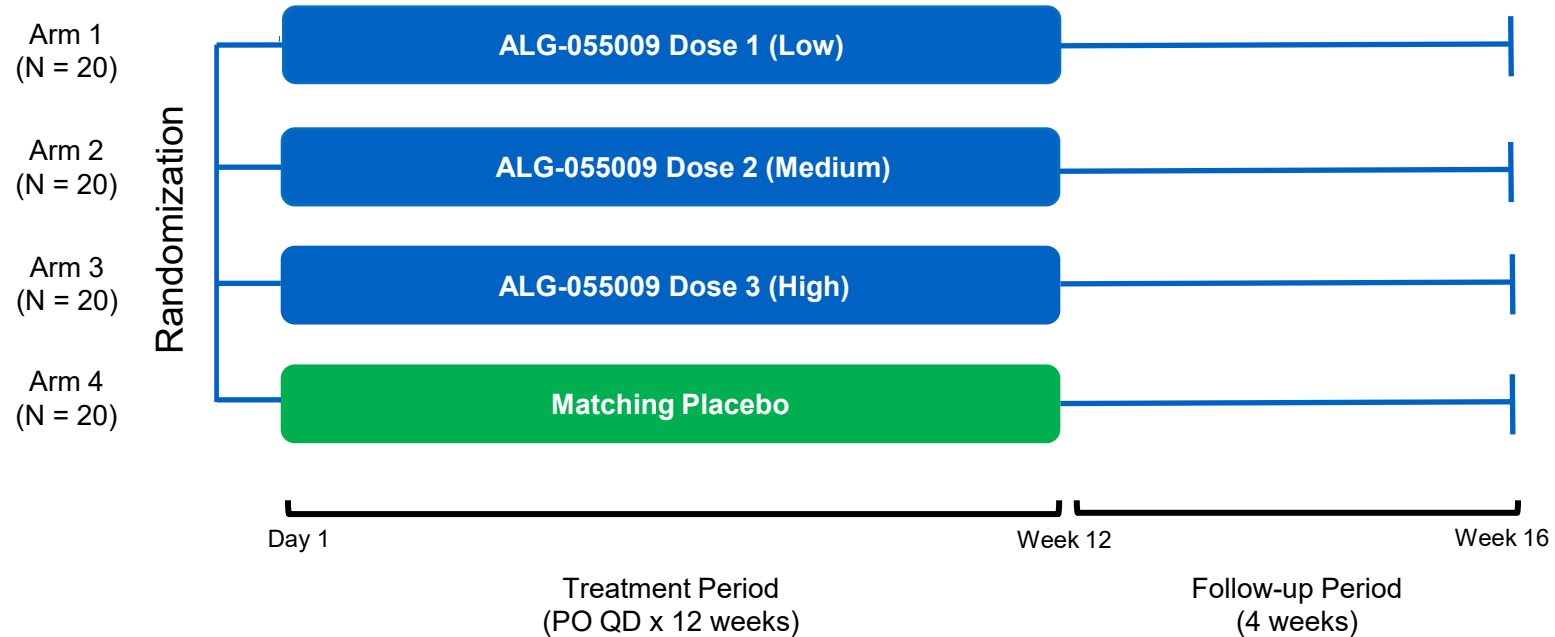 Arm 1
(N = 20)
ALG-055009 Dose 1 (Low)
Randomization
Arm 2
(N = 20)
ALG-055009 Dose 2 (Medium)
Arm 3
(N = 20)
ALG-055009 Dose 3 (High)
Arm 4
(N = 20)
Matching Placebo
Day 1
Week 12
Week 16
Treatment Period
(PO QD x 12 weeks)
Follow-up Period
(4 weeks)